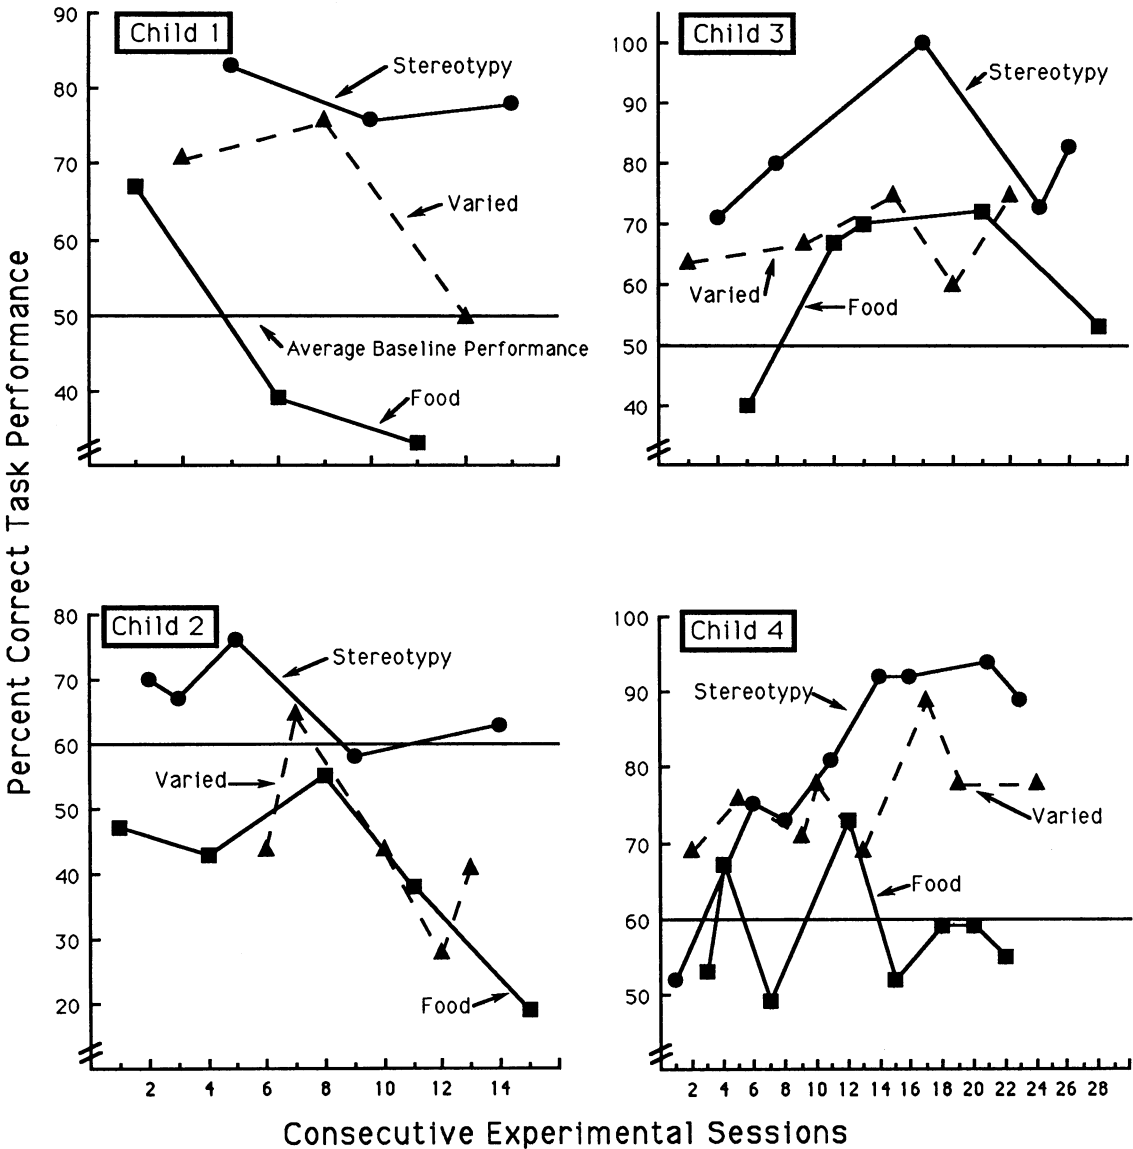 Percent Correct Task Performance
Child 1
90
80
70
60
50
40
Stereotypy
Varied
Average Baseline Performance
Food
Child 3
100
90
80
70
60
50
40
Stereotypy
Varied
Food
Child 2
80
70
60
50
40
30
20
Stereotypy
Varied
Food
2 4 6 8 10 12 14
Child 4
100
90
80
70
60
50
Stereotypy
Varied
Food
2 4 6 8 10 12 14 16 18 20 22 24 26 28
Consecutive Experimental Sessions